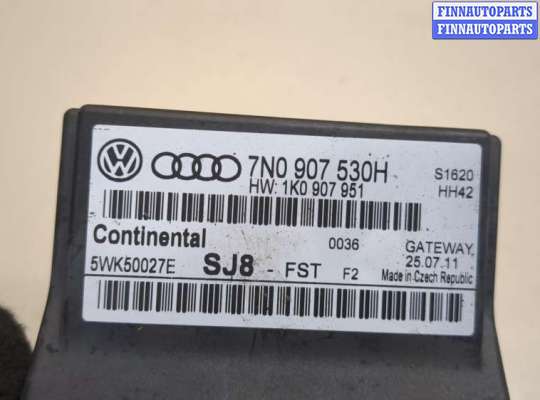 FINNAUTOPARTS
FINNAUTOPARTS
7N0 907 530H
HW: 1K0 907 951
S1620
HH42
Continental
0036
GATEWAY
5WK50027E
SJ8 - FST F2
25.07.11
Made in Czech Republic